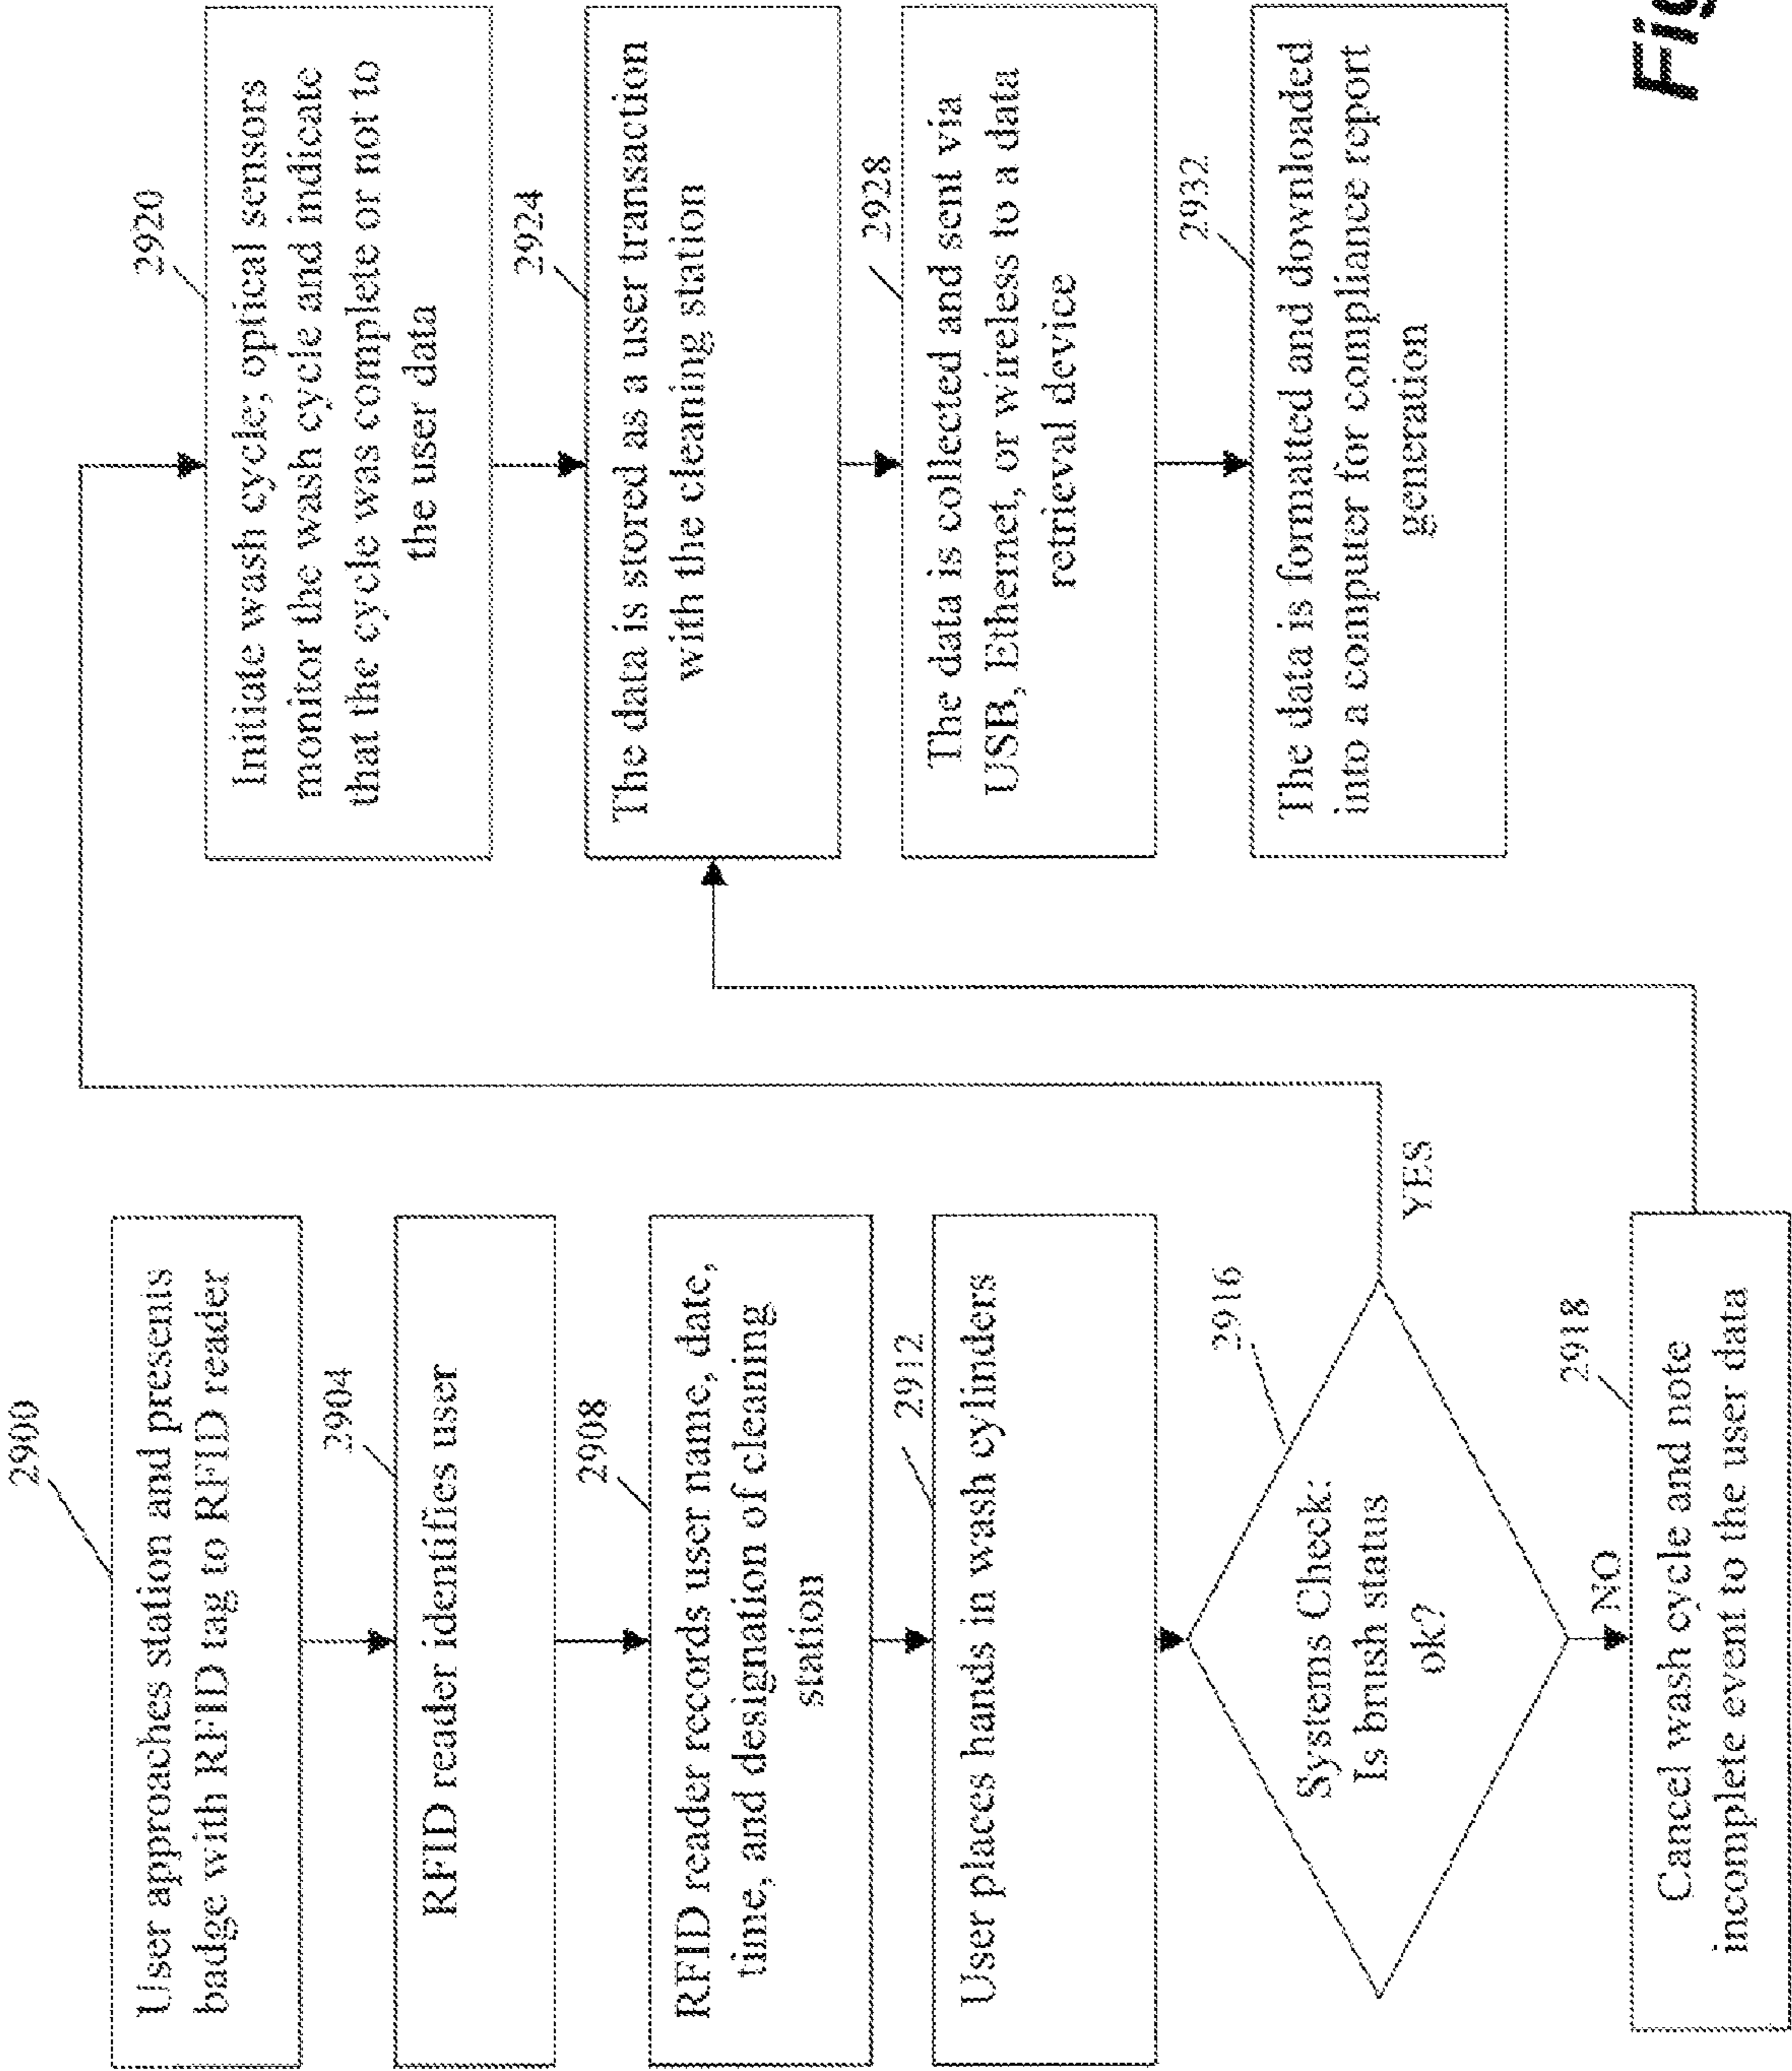 2900
User approaches station and presents
badge with RFID tag to RFID reader
2904
RFID reader identifies user
2908
RFID reader records user name, date,
time, and designation of cleaning
station
2912
User places hands in wash cylinders
2916
Systems Check:
Is brush status
ok?
YES
NO
2918
Cancel wash cycle and note
incomplete event to the user data
2920
Initiate wash cycle; optical sensors
monitor the wash cycle and indicate
that the cycle was complete or not to
the user data
2924
The data is stored as a user transaction
with the cleaning station
2928
The data is collected and sent via
USB, Ethernet, or wireless to a data
retrieval device
2932
The data is formatted and downloaded
into a computer for compliance report
generation